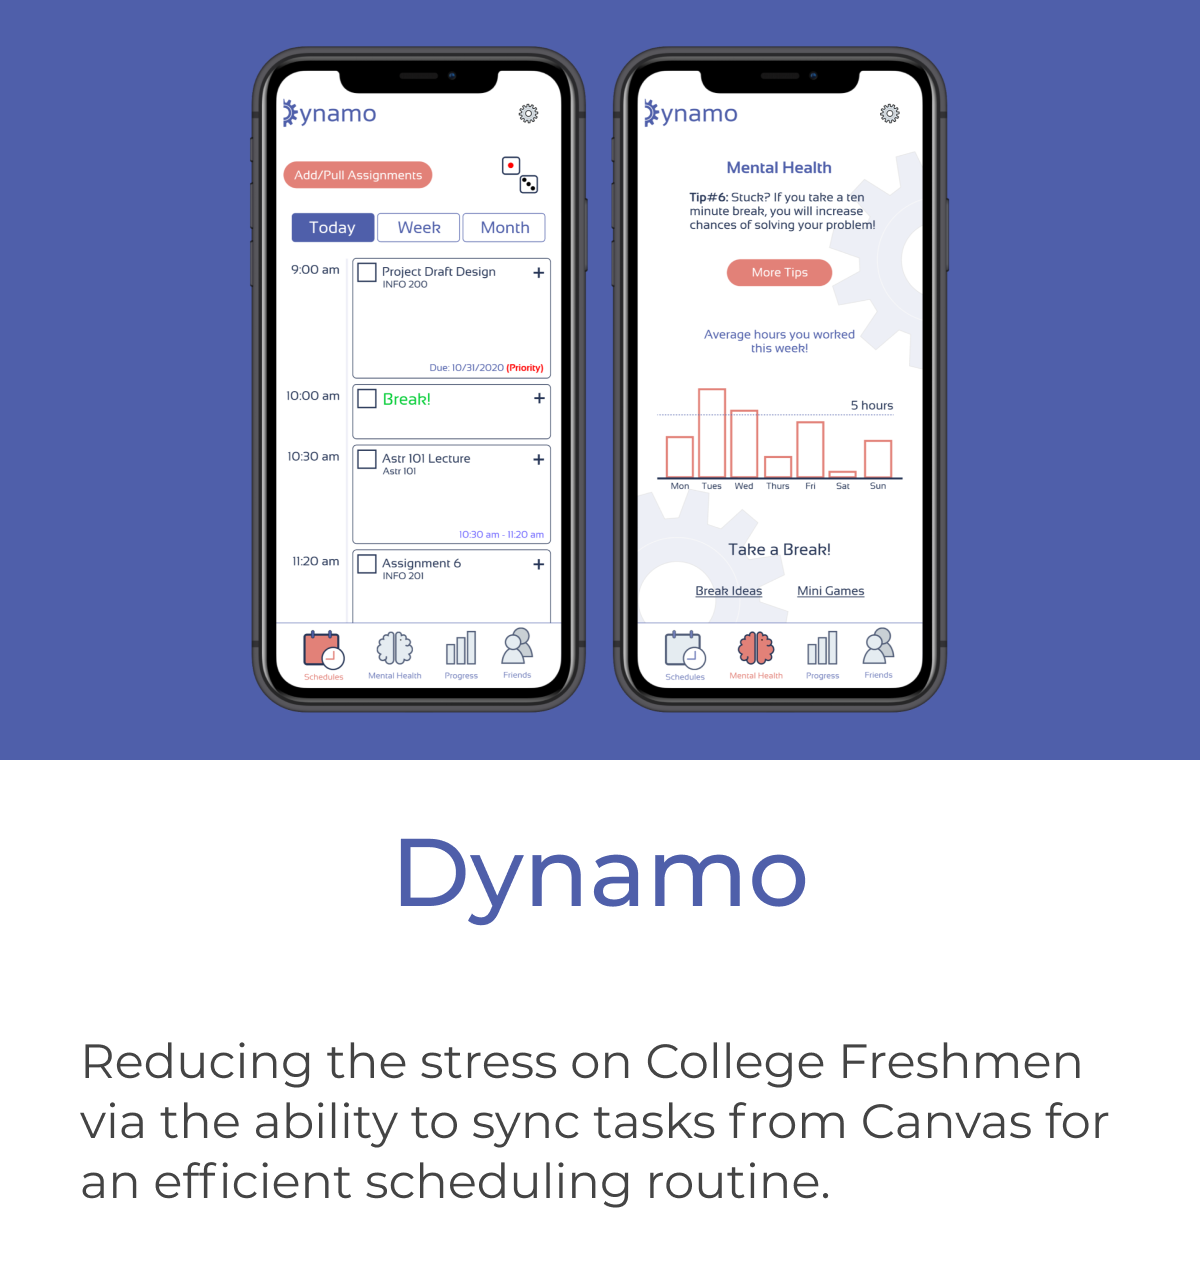 ynamo
Add/Pull Assignments
Today Week Month
9:00 am
Project Draft Design +
INFO 200
Due: 10/31/2020 (Priority)
10:00 am
Break! +
10:30 am
Astr 101 Lecture +
Astr 101
10:30 am - 11:20 am
11:20 am
Assignment 6 +
INFO 201
Schedules Mental Health Progress Friends
ynamo
Mental Health
Tip#6: Stuck? If you take a ten
minute break, you will increase
chances of solving your problem!
More Tips
Average hours you worked
this week!
5 hours
Mon Tues Wed Thurs Fri Sat Sun
Take a Break!
Break Ideas Mini Games
Schedules Mental Health Progress Friends
Dynamo
Reducing the stress on College Freshmen
via the ability to sync tasks from Canvas for
an efficient scheduling routine.